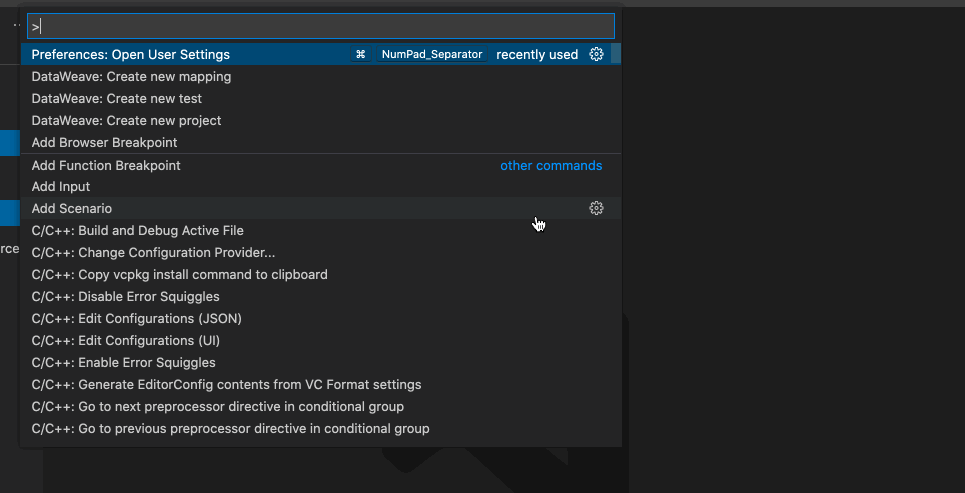 >
Preferences: Open User Settings ⌘ NumPad_Separator recently used
DataWeave: Create new mapping
DataWeave: Create new test
DataWeave: Create new project
Add Browser Breakpoint
Add Function Breakpoint other commands
Add Input
Add Scenario
rce
C/C++: Build and Debug Active File
C/C++: Change Configuration Provider...
C/C++: Copy vcpkg install command to clipboard
C/C++: Disable Error Squiggles
C/C++: Edit Configurations (JSON)
C/C++: Edit Configurations (UI)
C/C++: Enable Error Squiggles
C/C++: Generate EditorConfig contents from VC Format settings
C/C++: Go to next preprocessor directive in conditional group
C/C++: Go to previous preprocessor directive in conditional group